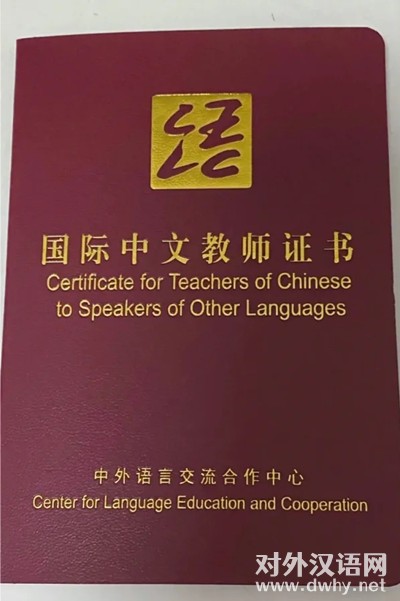 语
国际中文教师证书
Certificate for Teachers of Chinese
to Speakers of Other Languages
中外语言交流合作中心
Center for Language Education and Cooperation
对外汉语网
www.dwhy.net